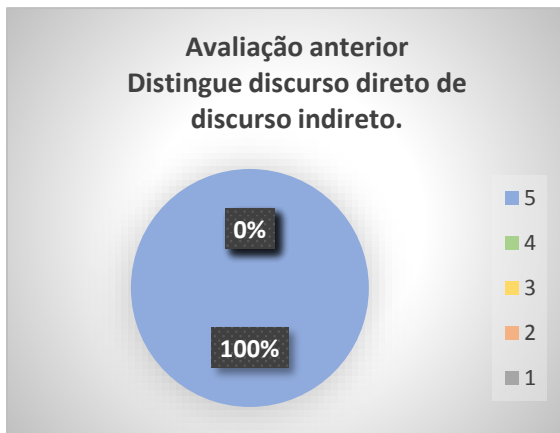 Avaliação anterior
Distingue discurso direto de
discurso indireto.
0%
100%
5
4
3
2
1